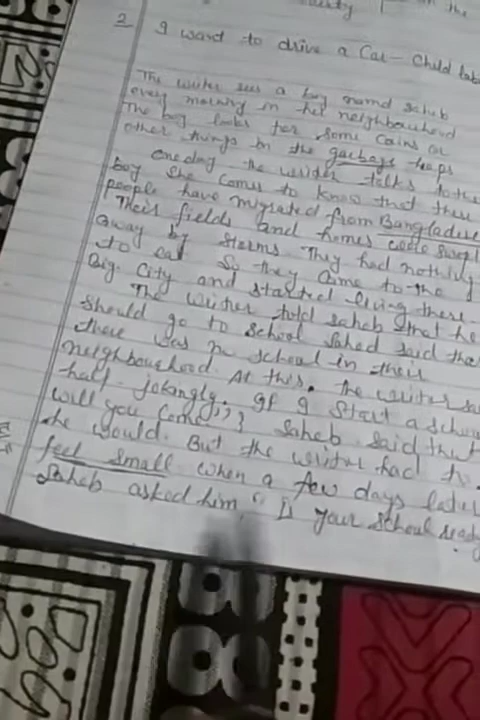 2 I want to drive a Car - Child lab
The writer sees a boy namd saheb
every morning in her neighbourhood
The boy looks for some Coins or
other things in the garbage heaps
One day the writer talks to the
boy She Comes to Know that these
people have migrated from Banglades
Their fields and homes were swept
away by storms. They had nothing
to eat So they Came to the
Big. City and started living there
The writer told saheb that he
should go to school Saheb said the
there was no school in their
neighbourhood. At this, the writer sa
half jokingly, If I Start a schoo
will you Come,,? Saheb. said that
he would. But the writer had to
feel small when a few days later
Saheb asked him " Is your school ready